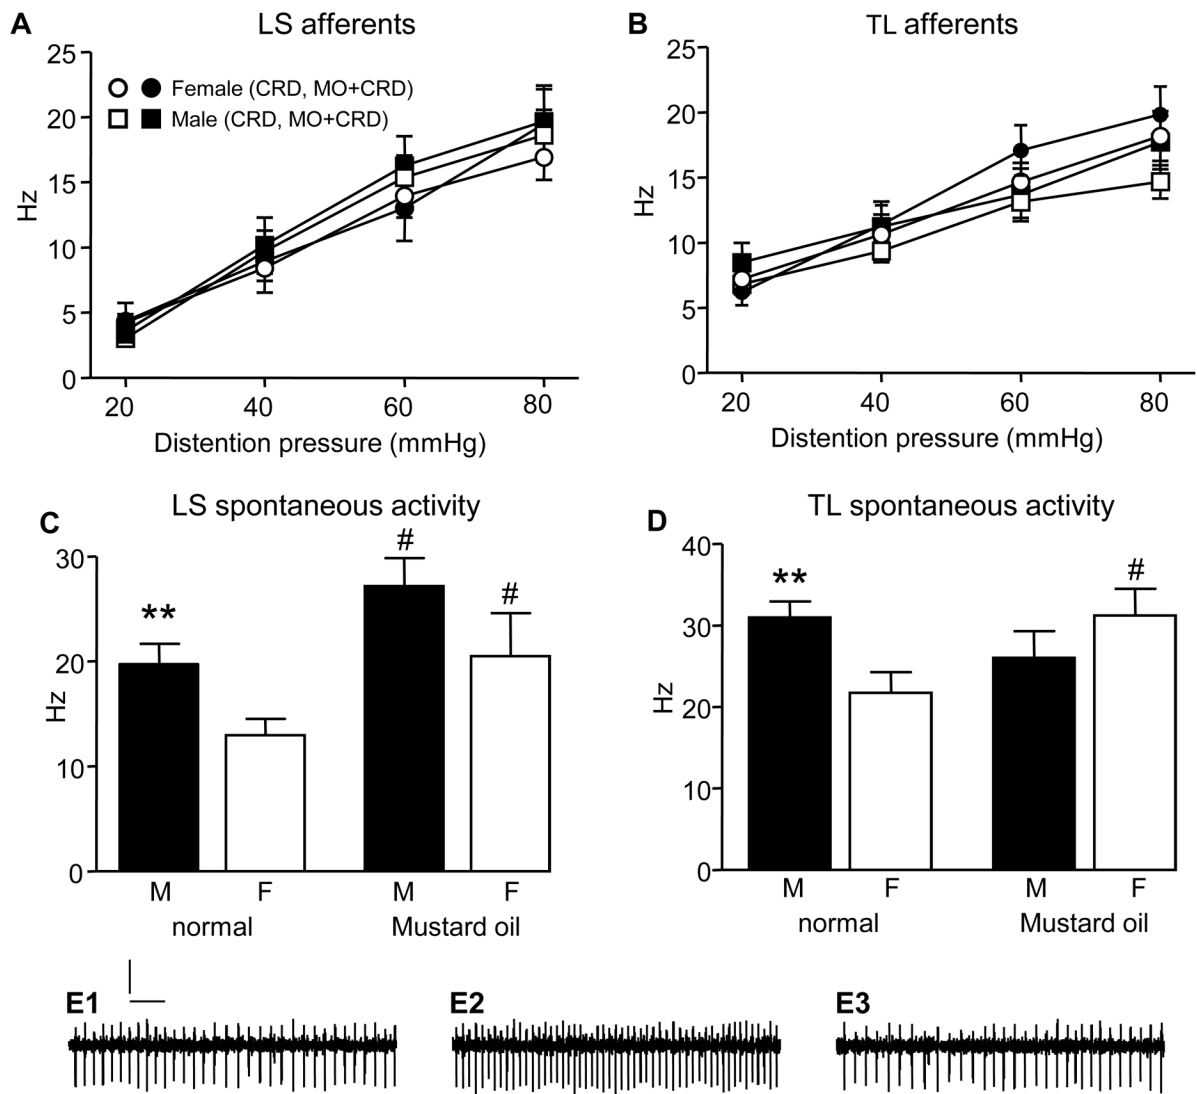 A
LS afferents
25
20
15
10
5
0
Hz
Female (CRD, MO+CRD)
Male (CRD, MO+CRD)
20 40 60 80
Distention pressure (mmHg)
B
TL afferents
25
20
15
10
5
0
Hz
20 40 60 80
Distention pressure (mmHg)
C
LS spontaneous activity
30
20
10
0
Hz
**
#
#
M F M F
normal Mustard oil
D
TL spontaneous activity
40
30
20
10
0
Hz
**
#
M F M F
normal Mustard oil
E1
E2
E3